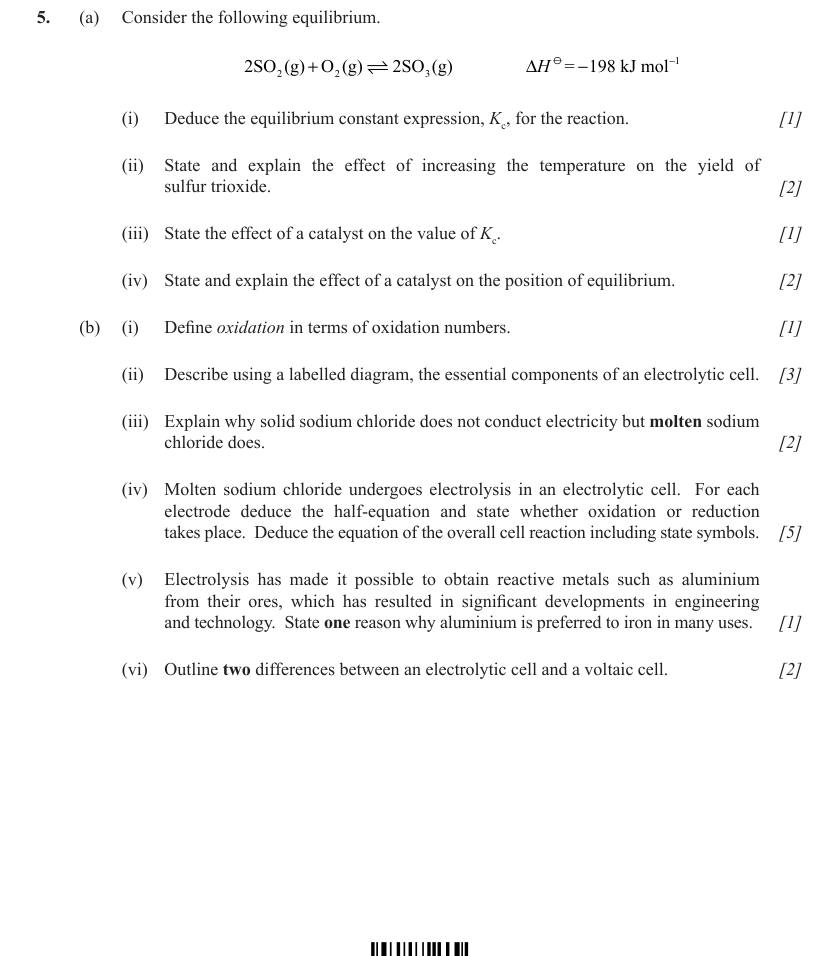 5. (a) Consider the following equilibrium.
2SO₂(g)+O₂(g)⇌2SO₃(g) ΔH⊖=−198 kJ mol⁻¹
(i) Deduce the equilibrium constant expression, K꜀, for the reaction. [1]
(ii) State and explain the effect of increasing the temperature on the yield of
sulfur trioxide. [2]
(iii) State the effect of a catalyst on the value of K꜀. [1]
(iv) State and explain the effect of a catalyst on the position of equilibrium. [2]
(b) (i) Define oxidation in terms of oxidation numbers. [1]
(ii) Describe using a labelled diagram, the essential components of an electrolytic cell. [3]
(iii) Explain why solid sodium chloride does not conduct electricity but molten sodium
chloride does. [2]
(iv) Molten sodium chloride undergoes electrolysis in an electrolytic cell. For each
electrode deduce the half-equation and state whether oxidation or reduction
takes place. Deduce the equation of the overall cell reaction including state symbols. [5]
(v) Electrolysis has made it possible to obtain reactive metals such as aluminium
from their ores, which has resulted in significant developments in engineering
and technology. State one reason why aluminium is preferred to iron in many uses. [1]
(vi) Outline two differences between an electrolytic cell and a voltaic cell. [2]